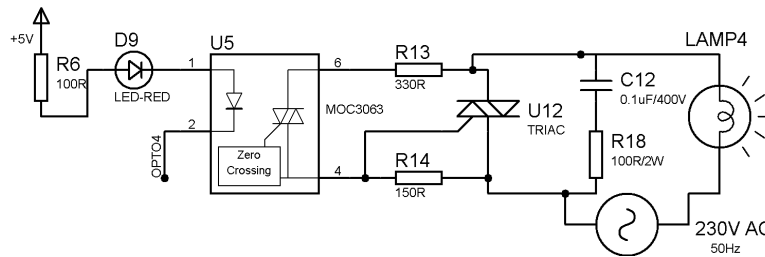 +5V
R6
100R
D9
LED-RED
U5
1
2
OPTO4
6
4
MOC3063
Zero
Crossing
R13
330R
R14
150R
U12
TRIAC
C12
0.1uF/400V
R18
100R/2W
LAMP4
230V AC
50Hz